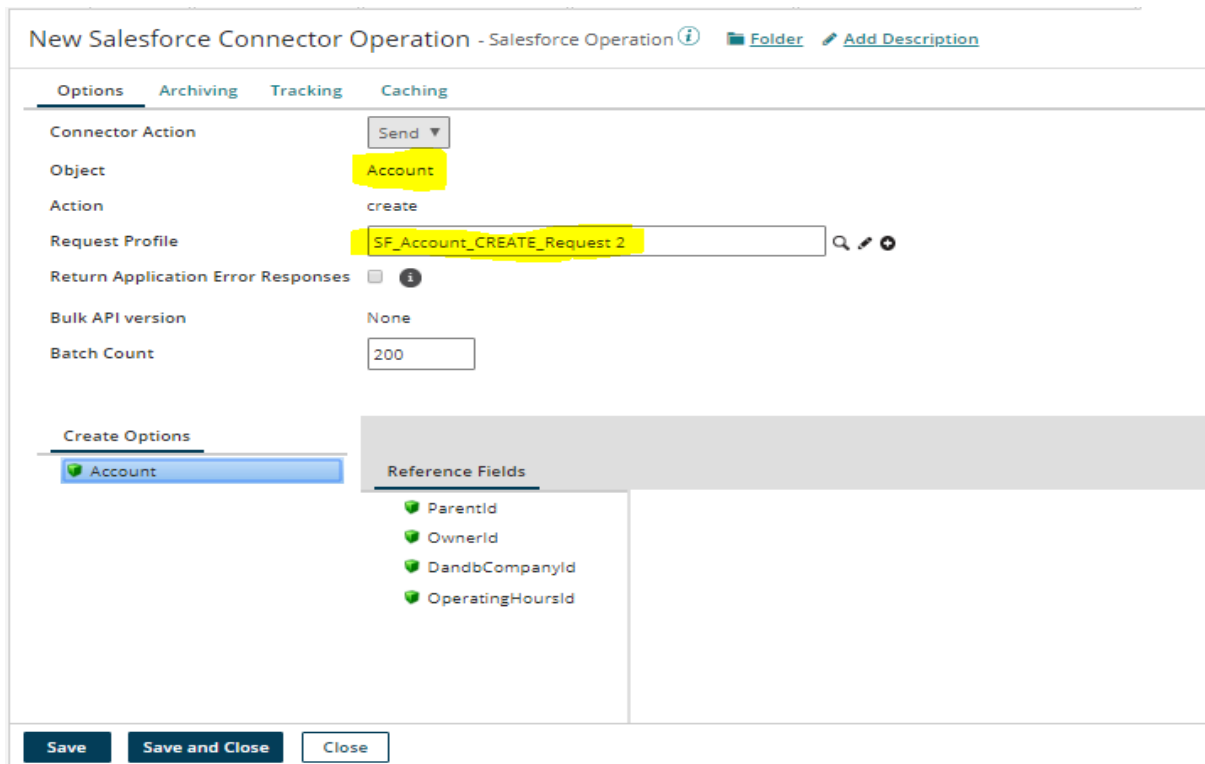 New Salesforce Connector Operation - Salesforce Operation i Folder Add Description
Options Archiving Tracking Caching
Connector Action Send ▼
Object Account
Action create
Request Profile SF_Account_CREATE_Request 2
Return Application Error Responses i
Bulk API version None
Batch Count 200
Create Options
Account Reference Fields
ParentId
OwnerId
DandbCompanyId
OperatingHoursId
Save Save and Close Close